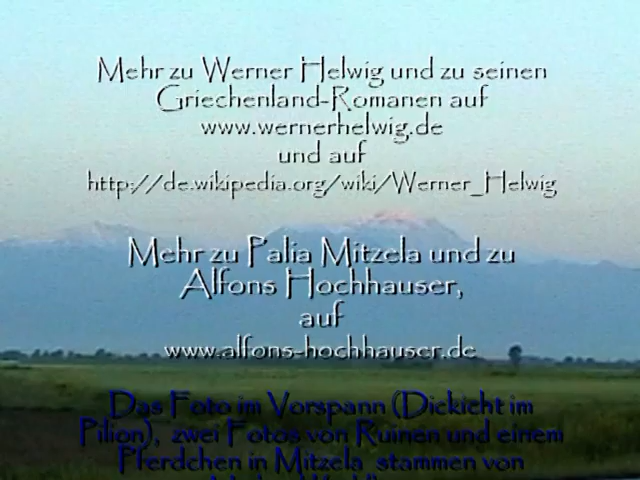 Mehr zu Werner Helwig und zu seinen
Griechenland-Romanen auf
www.wernerhelwig.de
und auf
http://de.wikipedia.org/wiki/Werner_Helwig
Mehr zu Palia Mitzela und zu
Alfons Hochhauser,
auf
www.alfons-hochhauser.de
Das Foto im Vorspann (Dickicht im
Pilion), zwei Fotos von Ruinen und einem
Pferdchen in Mitzela stammen von